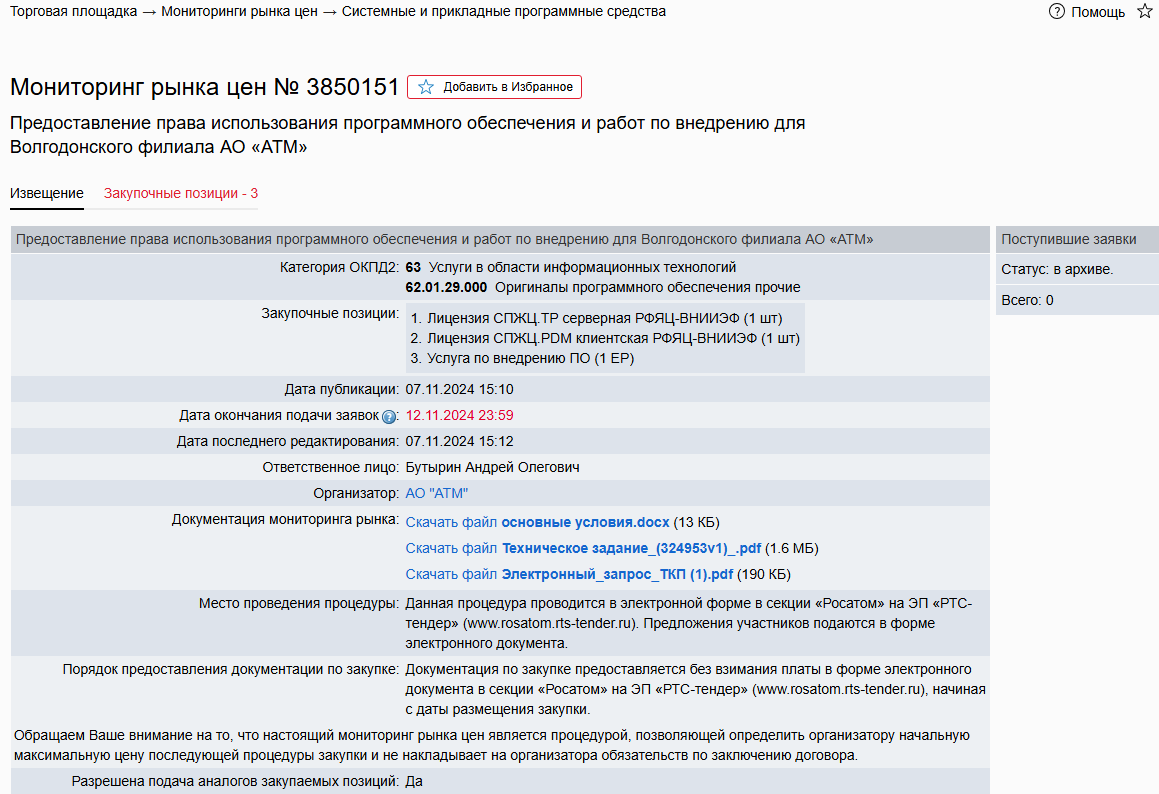 Торговая площадка → Мониторинги рынка цен → Системные и прикладные программные средства
Помощь
Мониторинг рынка цен № 3850151
Добавить в Избранное
Предоставление права использования программного обеспечения и работ по внедрению для
Волгодонского филиала АО «АТМ»
Извещение
Закупочные позиции - 3
Предоставление права использования программного обеспечения и работ по внедрению для Волгодонского филиала АО «АТМ»
Категория ОКПД2: 63 Услуги в области информационных технологий
62.01.29.000 Оригиналы программного обеспечения прочие
Закупочные позиции: 1. Лицензия СПЖЦ.ТР серверная РФЯЦ-ВНИИЭФ (1 шт)
2. Лицензия СПЖЦ.PDM клиентская РФЯЦ-ВНИИЭФ (1 шт)
3. Услуга по внедрению ПО (1 ЕР)
Дата публикации: 07.11.2024 15:10
Дата окончания подачи заявок ?: 12.11.2024 23:59
Дата последнего редактирования: 07.11.2024 15:12
Ответственное лицо: Бутырин Андрей Олегович
Организатор: АО "АТМ"
Документация мониторинга рынка: Скачать файл основные условия.docx (13 КБ)
Скачать файл Техническое задание_(324953v1)_.pdf (1.6 МБ)
Скачать файл Электронный_запрос_ТКП (1).pdf (190 КБ)
Место проведения процедуры: Данная процедура проводится в электронной форме в секции «Росатом» на ЭП «РТС-
тендер» (www.rosatom.rts-tender.ru). Предложения участников подаются в форме
электронного документа.
Порядок предоставления документации по закупке: Документация по закупке предоставляется без взимания платы в форме электронного
документа в секции «Росатом» на ЭП «РТС-тендер» (www.rosatom.rts-tender.ru), начиная
с даты размещения закупки.
Обращаем Ваше внимание на то, что настоящий мониторинг рынка цен является процедурой, позволяющей определить организатору начальную
максимальную цену последующей процедуры закупки и не накладывает на организатора обязательств по заключению договора.
Разрешена подача аналогов закупаемых позиций: Да
Поступившие заявки
Статус: в архиве.
Всего: 0